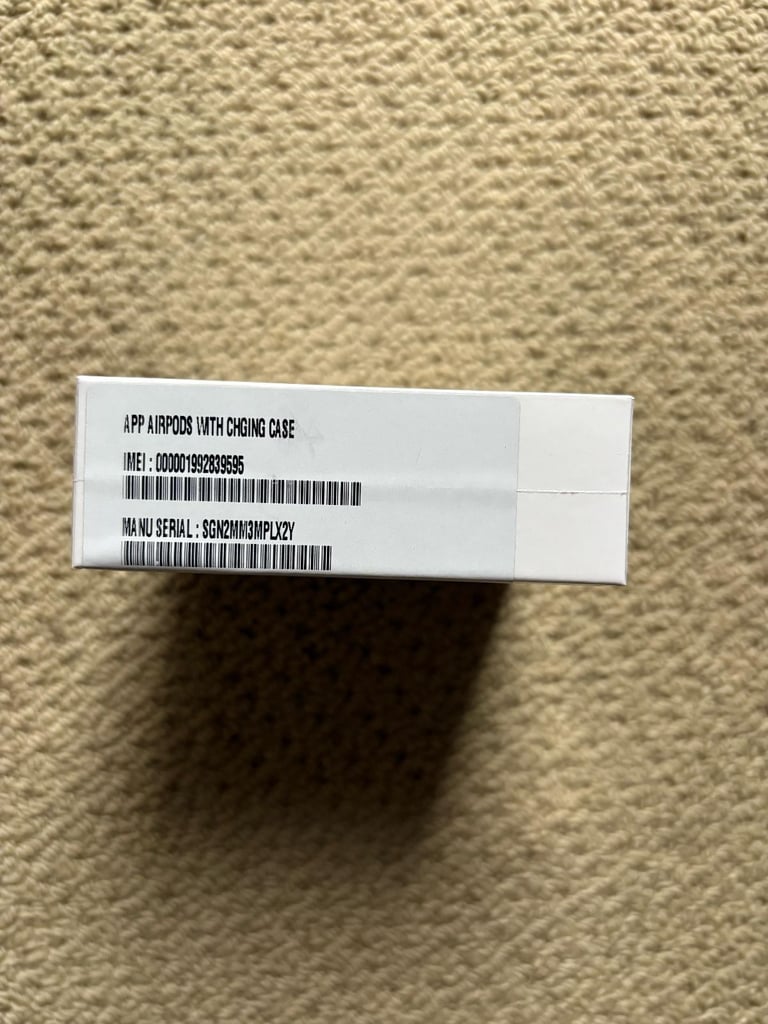 APP AIRPODS WITH CHGING CASE
IMEI : 000001992839595
MANU SERIAL : SGN2MM3MPLX2Y